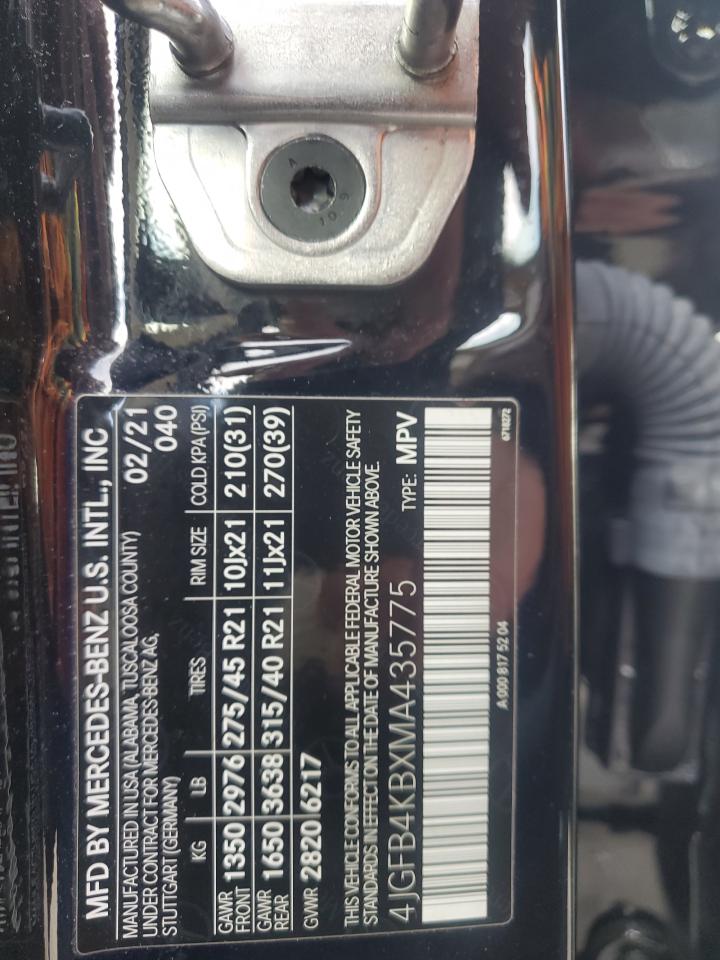 MFD BY MERCEDES-BENZ U.S. INTL., INC
MANUFACTURED IN USA (ALABAMA, TUSCALOOSA COUNTY) 02/21
UNDER CONTRACT FOR MERCEDES-BENZ AG, 040
STUTTGART (GERMANY)
KG LB TIRES RIM SIZE COLD KPA (PSI)
GAWR FRONT 1350 2976 275/45 R21 10Jx21 210(31)
GAWR REAR 1650 3638 315/40 R21 11Jx21 270(39)
GVWR 2820 6217
THIS VEHICLE CONFORMS TO ALL APPLICABLE FEDERAL MOTOR VEHICLE SAFETY
STANDARDS IN EFFECT ON THE DATE OF MANUFACTURE SHOWN ABOVE.
4JGFB4KBXMA435775 TYPE: MPV
A 000 817 52 04 6718272
A
10.9